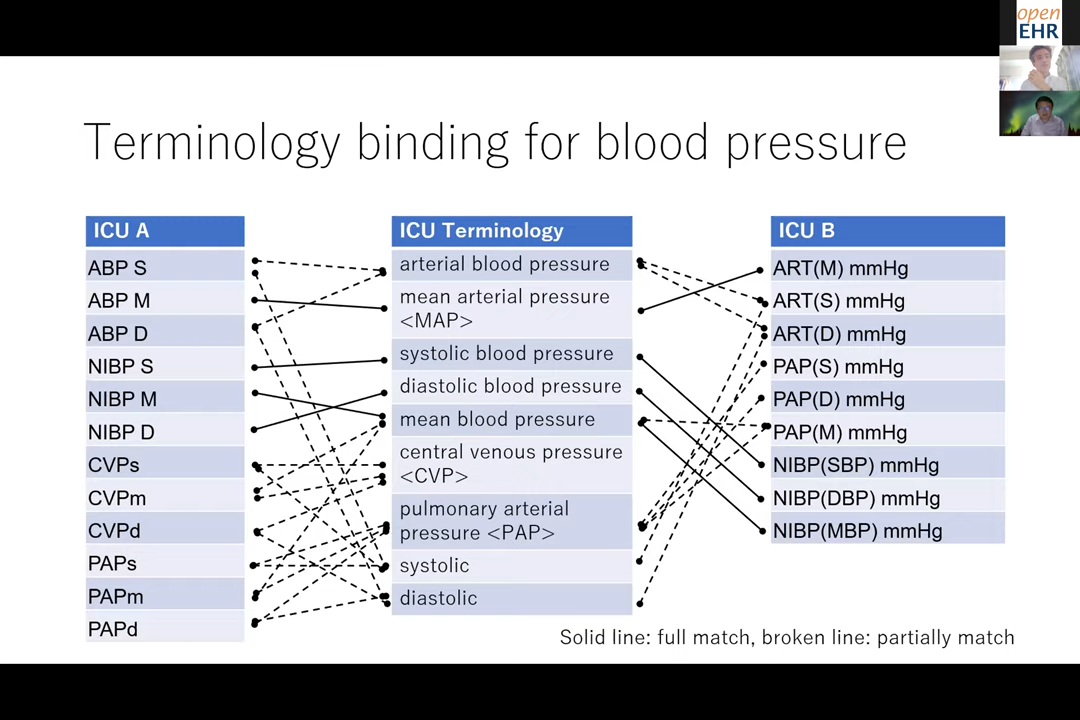 open
EHR
Terminology binding for blood pressure
ICU A
ABP S
ABP M
ABP D
NIBP S
NIBP M
NIBP D
CVPs
CVPm
CVPd
PAPs
PAPm
PAPd
ICU Terminology
arterial blood pressure
mean arterial pressure
<MAP>
systolic blood pressure
diastolic blood pressure
mean blood pressure
central venous pressure
<CVP>
pulmonary arterial
pressure <PAP>
systolic
diastolic
ICU B
ART(M) mmHg
ART(S) mmHg
ART(D) mmHg
PAP(S) mmHg
PAP(D) mmHg
PAP(M) mmHg
NIBP(SBP) mmHg
NIBP(DBP) mmHg
NIBP(MBP) mmHg
Solid line: full match, broken line: partially match